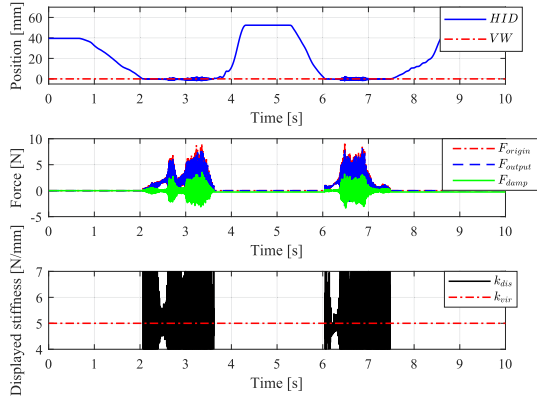 Position [mm]
60
40
20
0
0 1 2 3 4 5 6 7 8 9 10
Time [s]
HID
VW
Force [N]
10
5
0
-5
0 1 2 3 4 5 6 7 8 9 10
Time [s]
F_origin
F_output
F_damp
Displayed stiffness [N/mm]
7
6
5
4
0 1 2 3 4 5 6 7 8 9 10
Time [s]
k_dis
k_vir